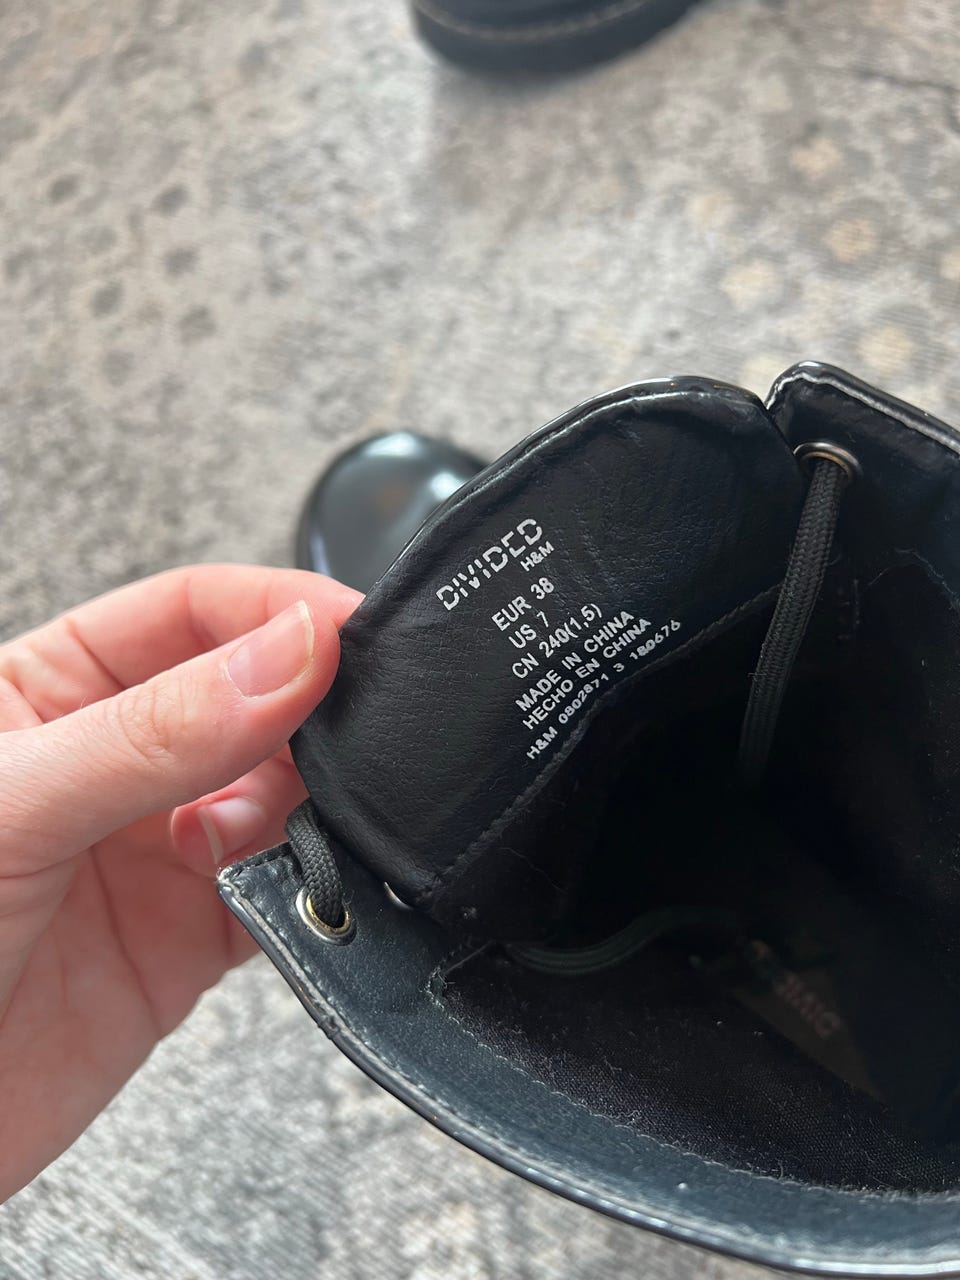 DIVIDED
H&M
EUR 38
US 7
CN 240(1,5)
MADE IN CHINA
HECHO EN CHINA
H&M 0802871 3 180676